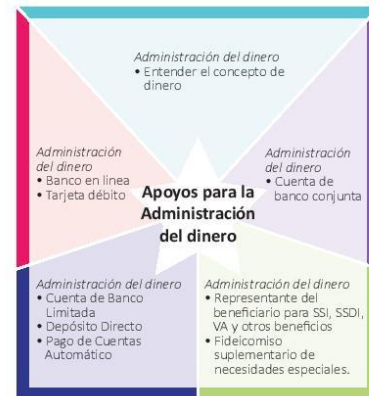 Administración del dinero
• Entender el concepto de
dinero
Administración
del dinero
• Banco en linea
• Tarjeta débito
Apoyos para la
Administración
del dinero
Administración
del dinero
• Cuenta de
banco conjunta
Administración del dinero
• Cuenta de Banco
Limitada
• Depósito Directo
• Pago de Cuentas
Automático
Administración del dinero
• Representante del
beneficiario para SSI, SSDI,
VA y otros beneficios
• Fideicomiso
suplementario de
necesidades especiales.